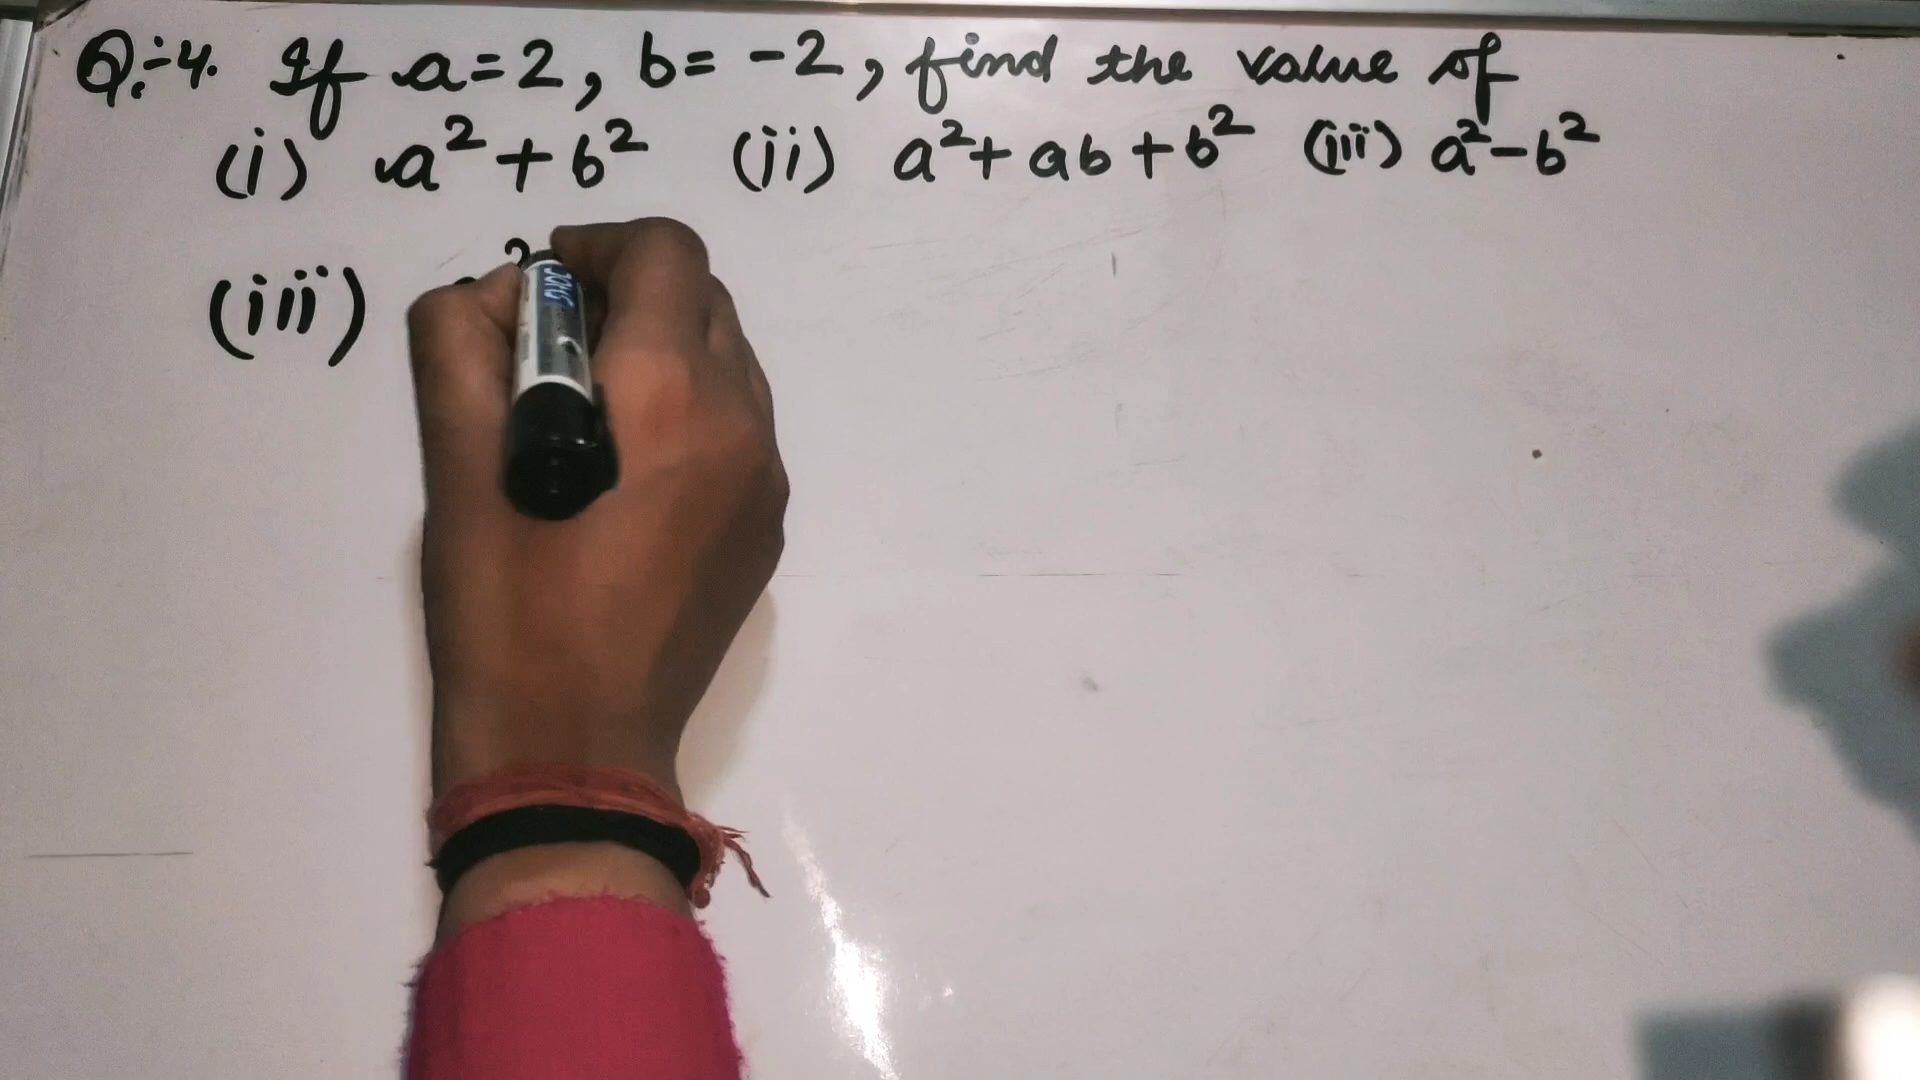 Q:-4. If a=2, b= -2, find the value of
(i) a²+b² (ii) a²+ab+b² (iii) a²-b²
(iii)